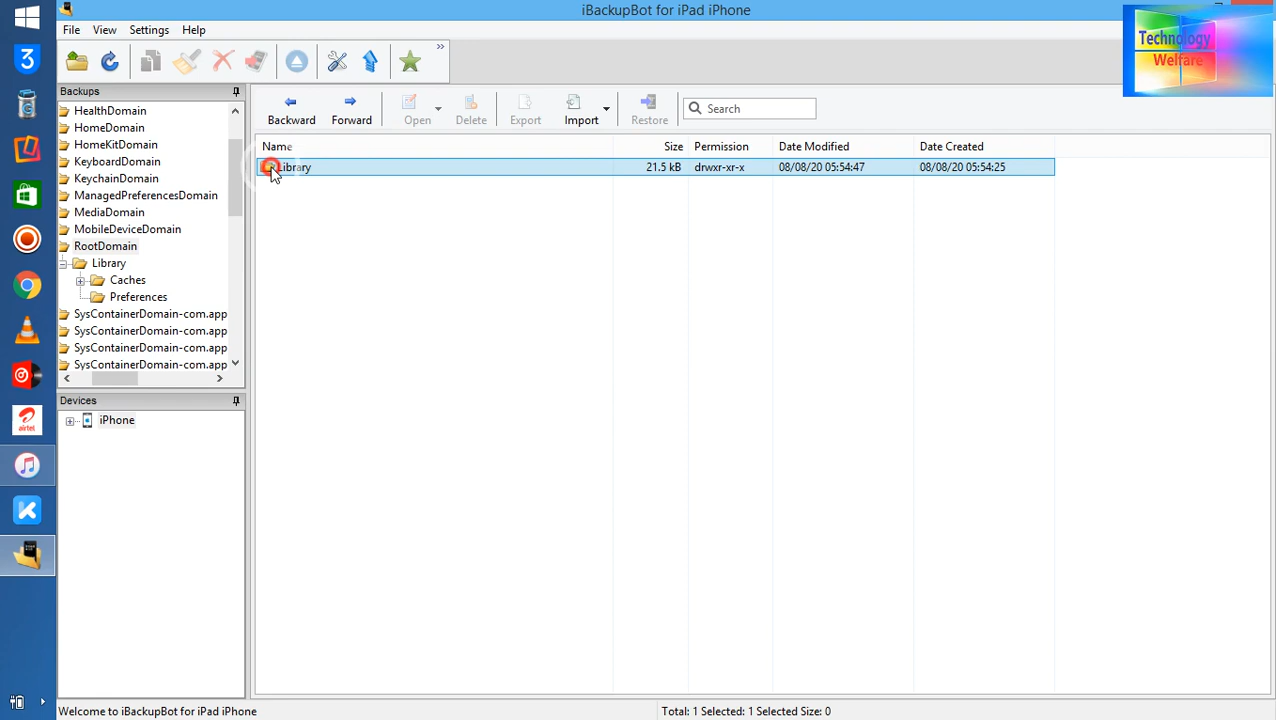 iBackupBot for iPad iPhone
Technology
Welfare
File View Settings Help
»
Backups
HealthDomain
HomeDomain
HomeKitDomain
KeyboardDomain
KeychainDomain
ManagedPreferencesDomain
MediaDomain
MobileDeviceDomain
RootDomain
Library
Caches
Preferences
SysContainerDomain-com.app
SysContainerDomain-com.app
SysContainerDomain-com.app
SysContainerDomain-com.app
Devices
iPhone
Backward Forward Open Delete Export Import Restore Search
Name Size Permission Date Modified Date Created
Library 21.5 kB drwxr-xr-x 08/08/20 05:54:47 08/08/20 05:54:25
3
airtel
Welcome to iBackupBot for iPad iPhone
Total: 1 Selected: 1 Selected Size: 0